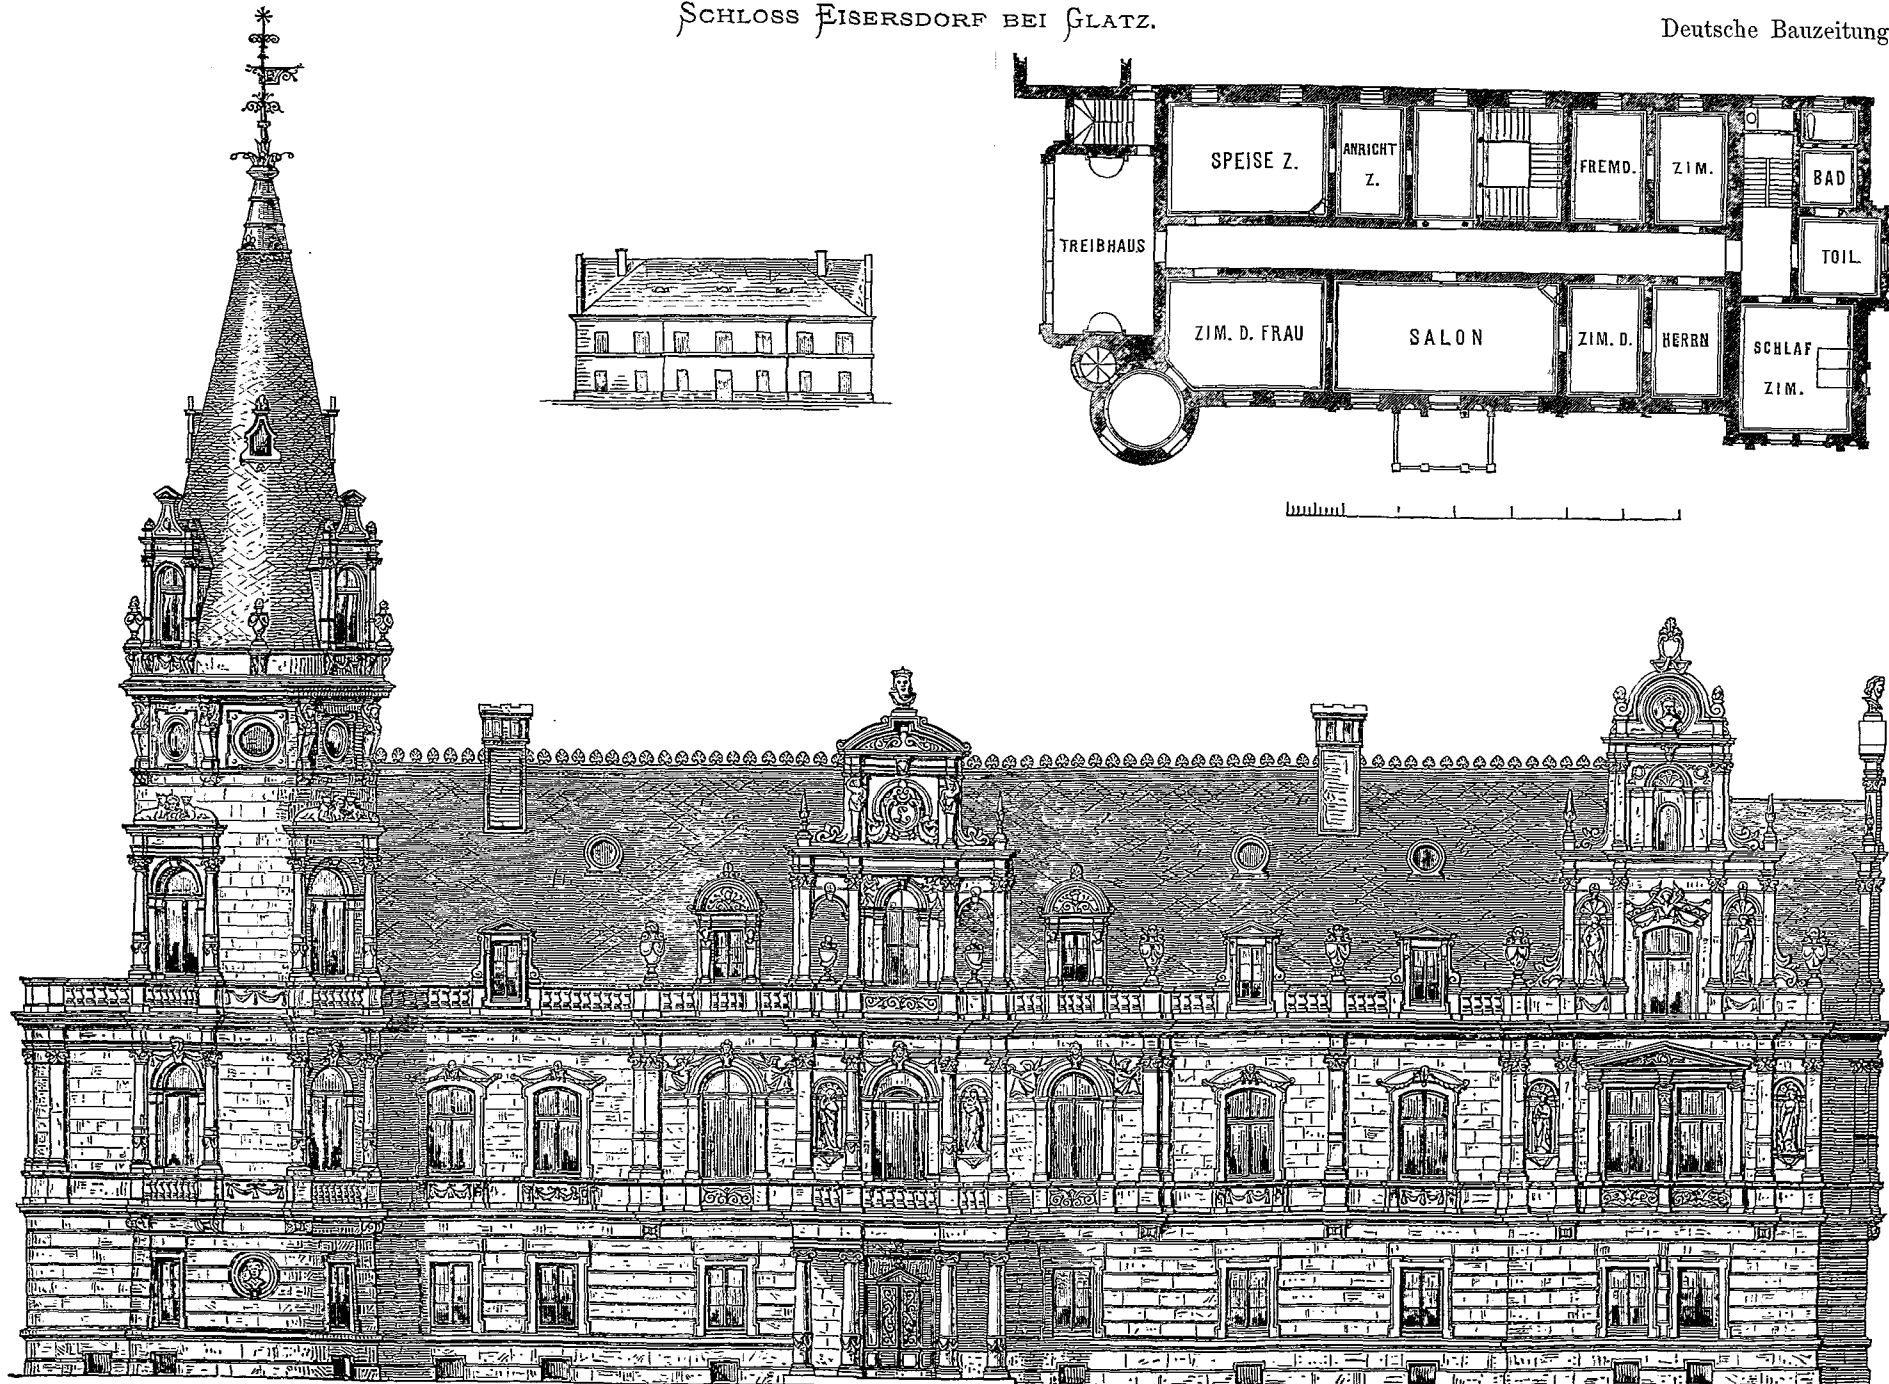 SCHLOSS EISERSDORF BEI GLATZ.
Deutsche Bauzeitung
SPEISE Z.
ANRICHT
Z.
FREMD.
ZIM.
BAD
TREIBHAUS
TOIL.
ZIM. D. FRAU
SALON
ZIM. D.
HERRN
SCHLAF
ZIM.